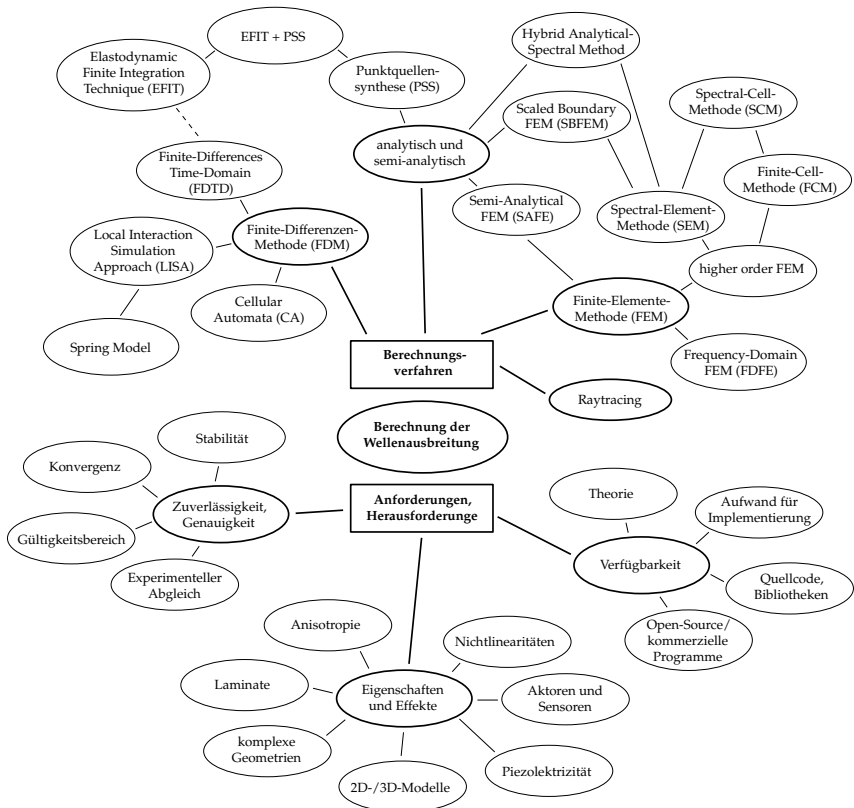 EFIT + PSS
Hybrid Analytical-
Spectral Method
Elastodynamic
Finite Integration
Technique (EFIT)
Punktquellen-
synthese (PSS)
Scaled Boundary
FEM (SBFEM)
Spectral-Cell-
Methode (SCM)
analytisch und
semi-analytisch
Finite-Differences
Time-Domain
(FDTD)
Finite-Cell-
Methode (FCM)
Semi-Analytical
FEM (SAFE)
Spectral-Element-
Methode (SEM)
Finite-Differenzen-
Methode (FDM)
Local Interaction
Simulation
Approach (LISA)
higher order FEM
Cellular
Automata (CA)
Finite-Elemente-
Methode (FEM)
Spring Model
Berechnungs-
verfahren
Frequency-Domain
FEM (FDFE)
Raytracing
Berechnung der
Wellenausbreitung
Stabilität
Konvergenz
Zuverlässigkeit,
Genauigkeit
Anforderungen,
Herausforderunge
Theorie
Aufwand für
Implementierung
Gültigkeitsbereich
Verfügbarkeit
Experimenteller
Abgleich
Quellcode,
Bibliotheken
Anisotropie
Nichtlinearitäten
Open-Source/
kommerzielle
Programme
Laminate
Eigenschaften
und Effekte
Aktoren und
Sensoren
komplexe
Geometrien
Piezolektrizität
2D-/3D-Modelle